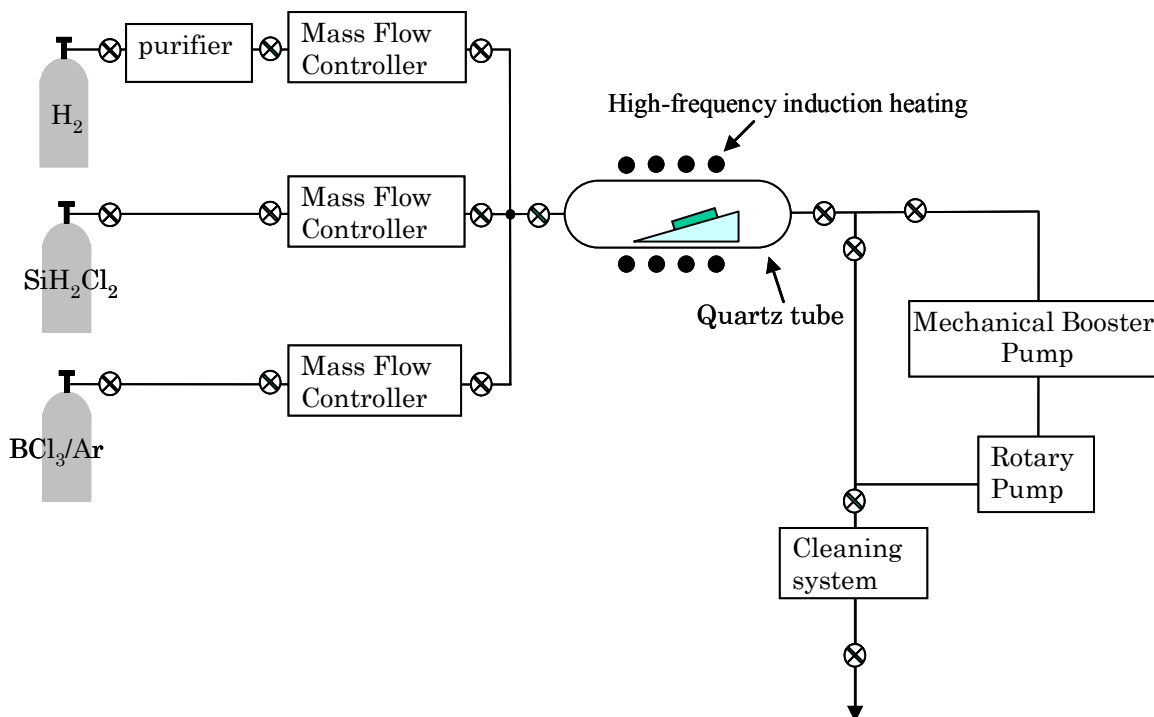 purifier
Mass Flow
Controller
H₂
High-frequency induction heating
Mass Flow
Controller
SiH₂Cl₂
Quartz tube
Mechanical Booster
Pump
Mass Flow
Controller
BCl₃/Ar
Rotary
Pump
Cleaning
system